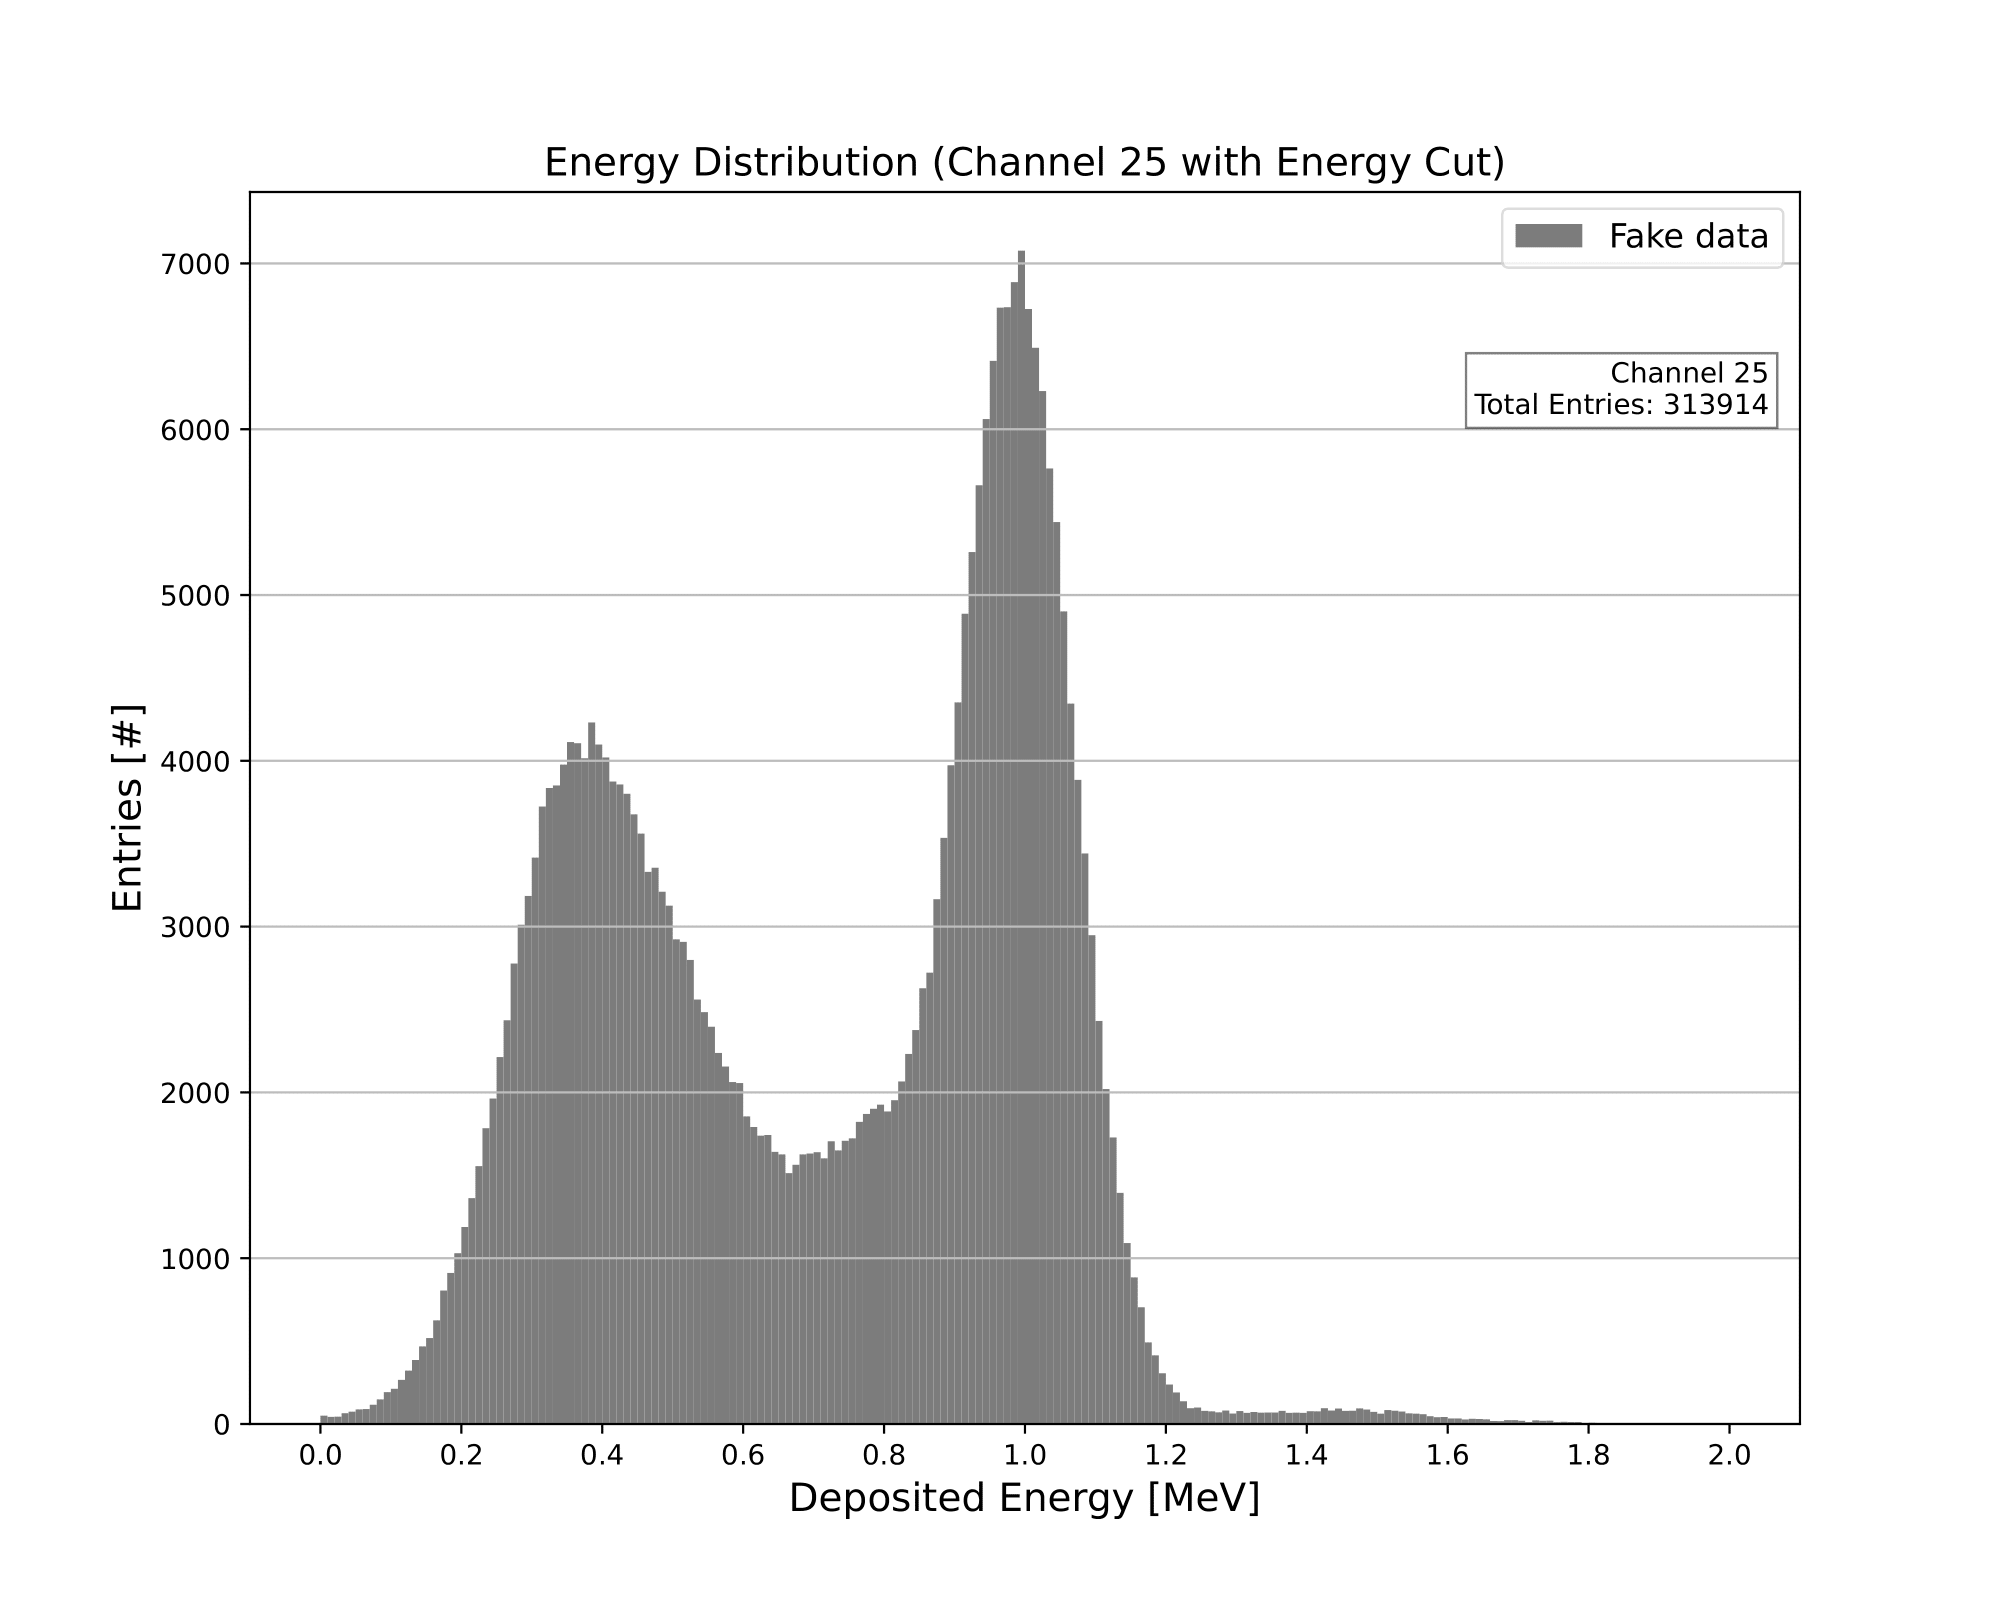 Energy Distribution (Channel 25 with Energy Cut)
Fake data
Channel 25
Total Entries: 313914
Entries [#]
7000
6000
5000
4000
3000
2000
1000
0
0.0 0.2 0.4 0.6 0.8 1.0 1.2 1.4 1.6 1.8 2.0
Deposited Energy [MeV]